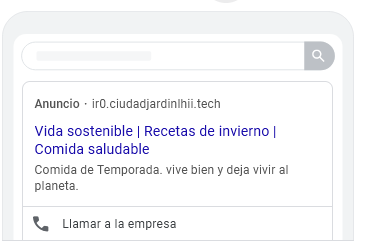 Anuncio · ir0.ciudadjardinlhii.tech
Vida sostenible | Recetas de invierno |
Comida saludable
Comida de Temporada. vive bien y deja vivir al
planeta.
Llamar a la empresa